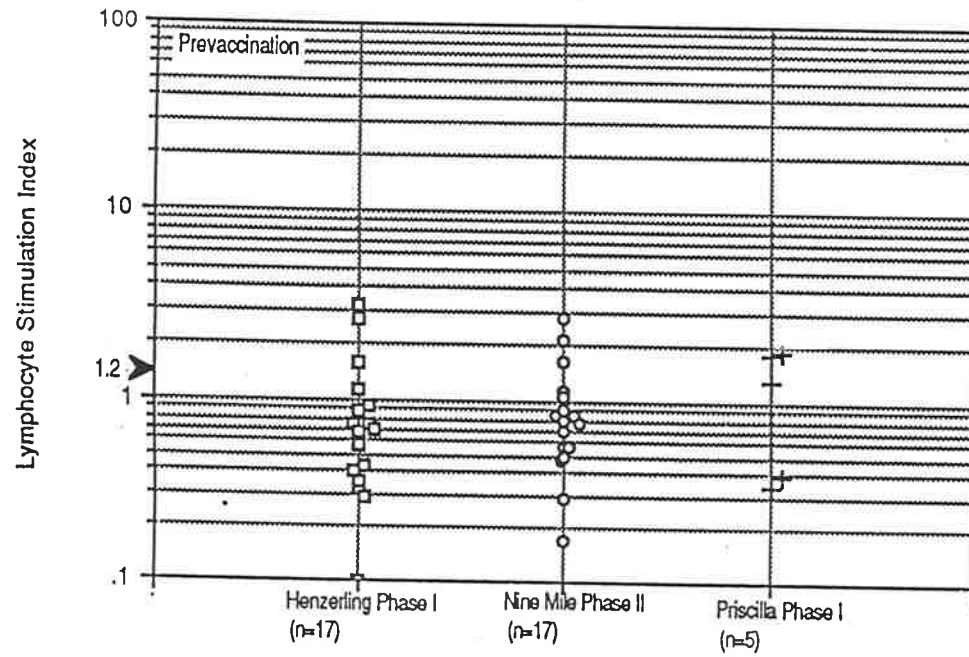 100
Prevaccination
Lymphocyte Stimulation Index
10
1.2
1
.1
Henzerling Phase I
(n=17)
Nine Mile Phase II
(n=17)
Priscilla Phase I
(n=5)